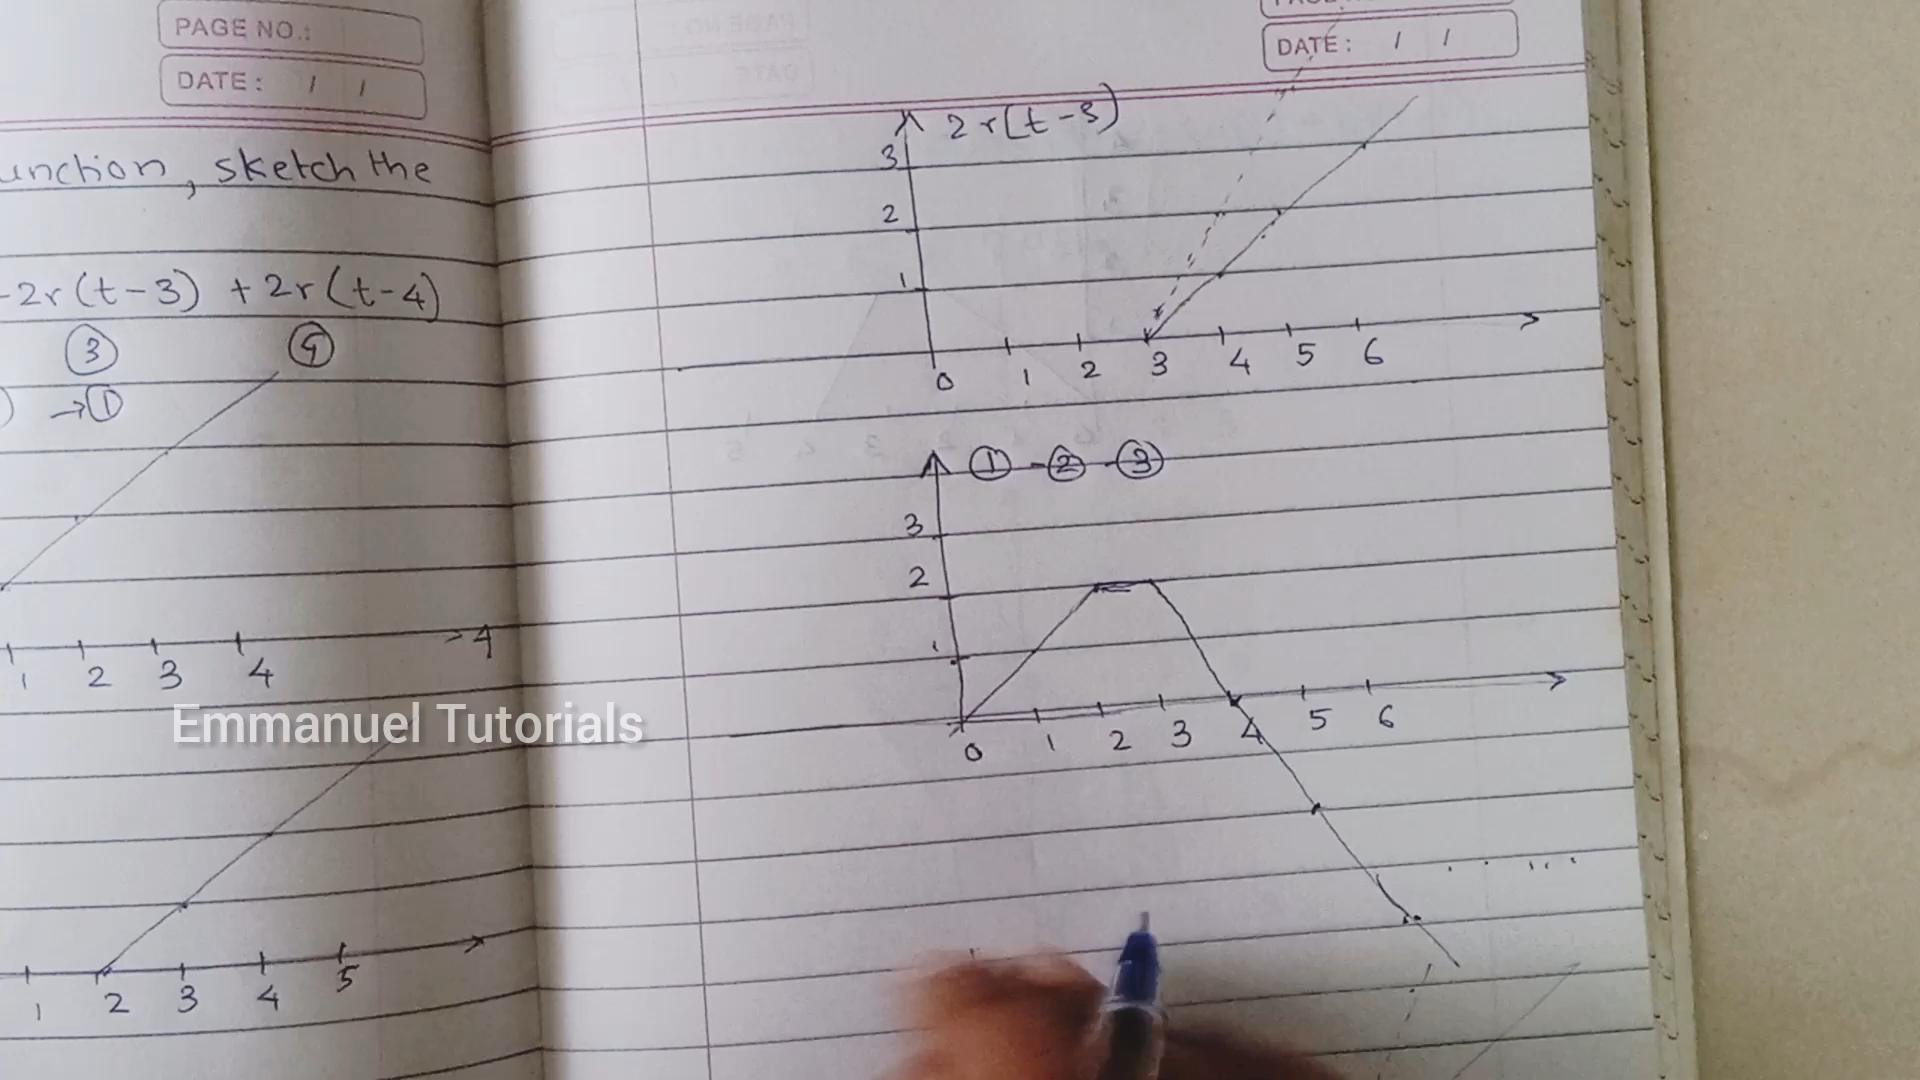 PAGE NO.:
DATE: / /
unction, sketch the
-2r(t-3) +2r(t-4)
③ ④
→①
1 2 3 4
1 2 3 4 5
Emmanuel Tutorials
DATE: / /
2r(t-3)
3
2
1
0 1 2 3 4 5 6
① -② -③
3
2
1
0 1 2 3 4 5 6